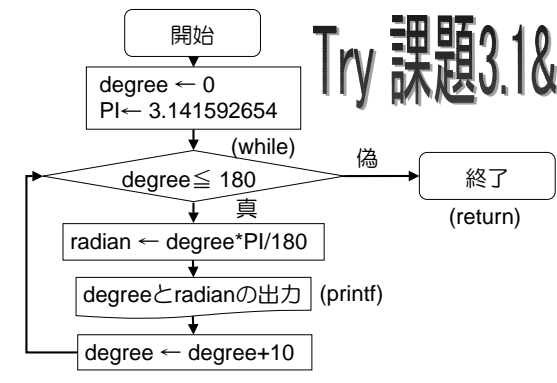 開始
Try 課題3.1&
degree ← 0
PI← 3.141592654
(while)
degree≦ 180
偽
終了
(return)
真
radian ← degree*PI/180
degreeとradianの出力
(printf)
degree ← degree+10